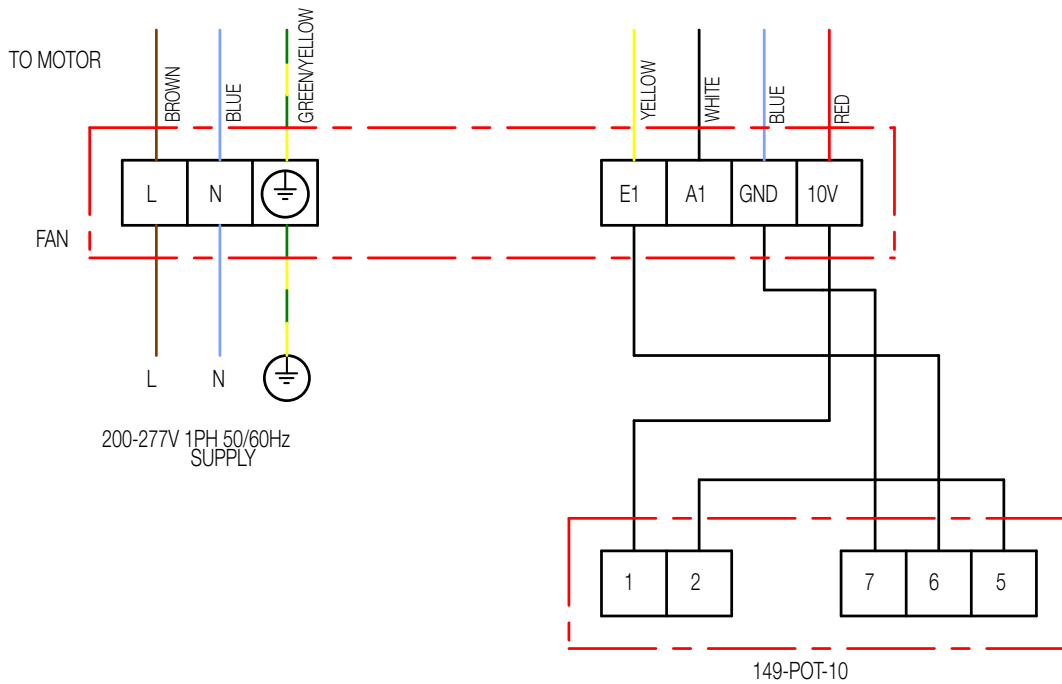 TO MOTOR
BROWN
BLUE
GREEN/YELLOW
YELLOW
WHITE
BLUE
RED
L
N
E1
A1
GND
10V
FAN
L
N
200-277V 1PH 50/60Hz
SUPPLY
1
2
7
6
5
149-POT-10